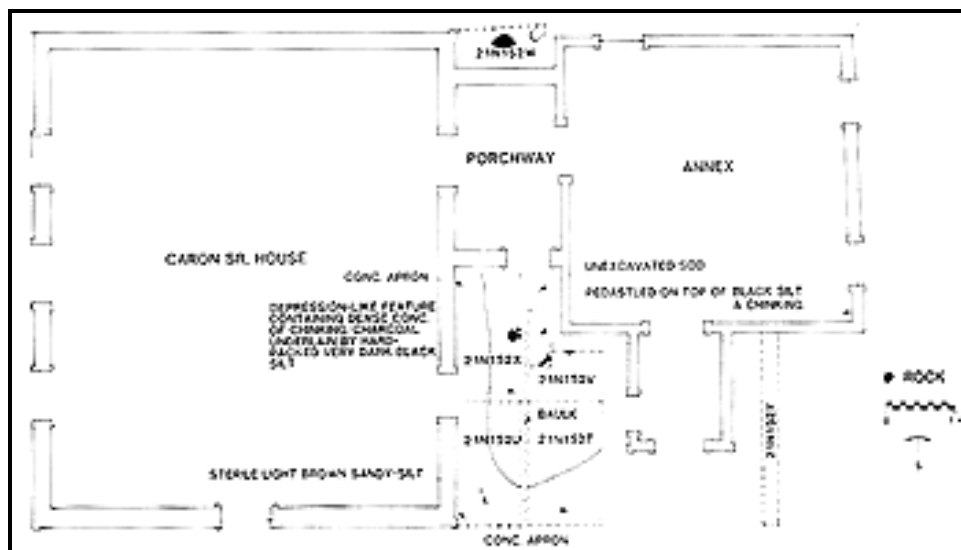 21N152W
PORCHWAY
ANNEX
CARON SR. HOUSE
CONC. APRON
DEPRESSION-LIKE FEATURE
CONTAINING DENSE CONC.
OF CHINKING CHARCOAL
UNDERLAIN BY HARD-
PACKED VERY DARK BLACK
SILT
UNEXCAVATED SOD
PEDASTLED ON TOP OF BLACK SILT
& CHINKING
21N152X
21N152V
BAULK
21N152U
21N152T
21N152Y
STERILE LIGHT BROWN SANDY-SILT
CONC. APRON
ROCK